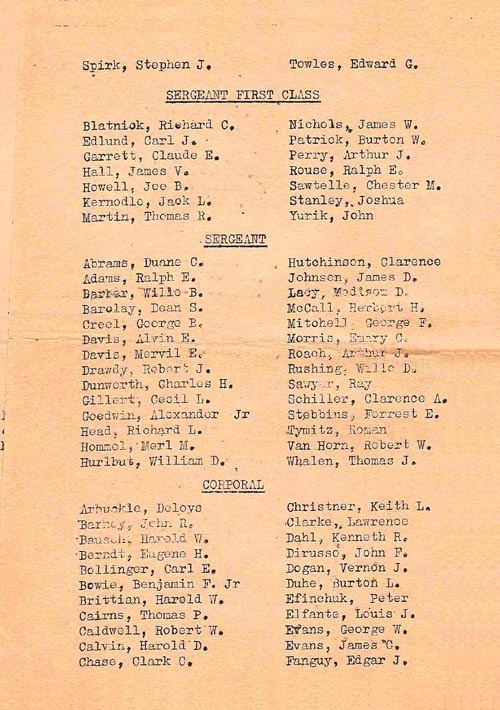 Spirk, Stephen J. Towles, Edward G.
SERGEANT FIRST CLASS
Blatnick, Richard C. Nichols, James W.
Edlund, Carl J. Patrick, Burton W.
Garrett, Claude E. Perry, Arthur J.
Hall, James V. Rouse, Ralph E.
Howell, Joe B. Sawtelle, Chester M.
Kernodle, Jack L. Stanley, Joshua
Martin, Thomas R. Yurik, John
SERGEANT
Abrams, Duane C. Hutchinson, Clarence
Adams, Ralph E. Johnson, James D.
Barber, Willo B. Lady, Madison D.
Barclay, Dean S. McCall, Herbert H.
Creel, George B. Mitchell, George F.
Davis, Alvin E. Morris, Emary C.
Davis, Mervil E. Roach, Arthur J.
Drawdy, Robert J. Rushing, Willo D.
Dunworth, Charles H. Sawyer, Ray
Gillert, Cecil L. Schiller, Clarence A.
Goedwin, Alexander Jr Stebbins, Forrest E.
Head, Richard L. Tymitz, Roman
Hommel, Merl M. Van Horn, Robert W.
Hurlbut, William D. Whalen, Thomas J.
CORPORAL
Arbuckle, Deloys Christner, Keith L.
Barney, John R. Clarke, Lawrence
Bausch, Harold W. Dahl, Kenneth R.
Berndt, Eugene H. Dirusso, John F.
Bollinger, Carl E. Dogan, Vernon J.
Bowie, Benjamin F. Jr Duhe, Burton L.
Brittian, Harold W. Efinchuk, Peter
Cairns, Thomas P. Elfante, Louis J.
Caldwell, Robert W. Evans, George W.
Calvin, Harold D. Evans, James C.
Chase, Clark C. Fanguy, Edgar J.